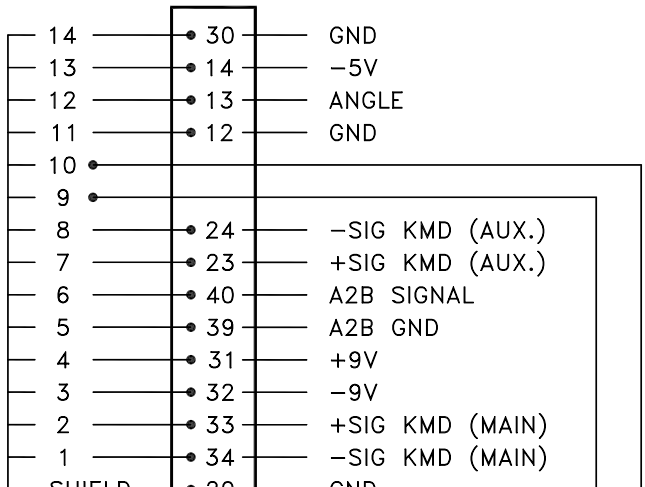 14 30 GND
13 14 -5V
12 13 ANGLE
11 12 GND
10
9
8 24 -SIG KMD (AUX.)
7 23 +SIG KMD (AUX.)
6 40 A2B SIGNAL
5 39 A2B GND
4 31 +9V
3 32 -9V
2 33 +SIG KMD (MAIN)
1 34 -SIG KMD (MAIN)
SHIELD GND